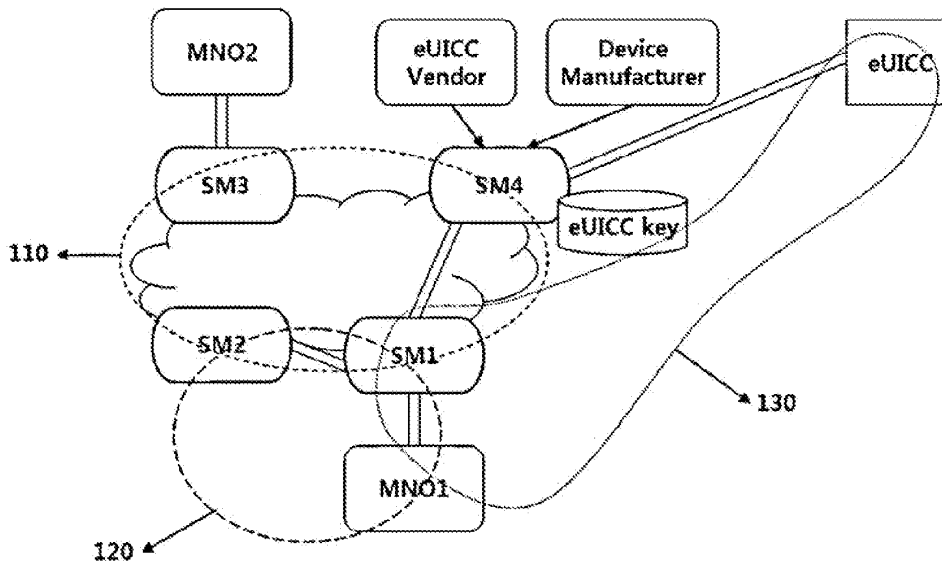 MNO2
eUICC
Vendor
Device
Manufacturer
eUICC
SM3
SM4
eUICC key
110
SM2
SM1
130
MNO1
120